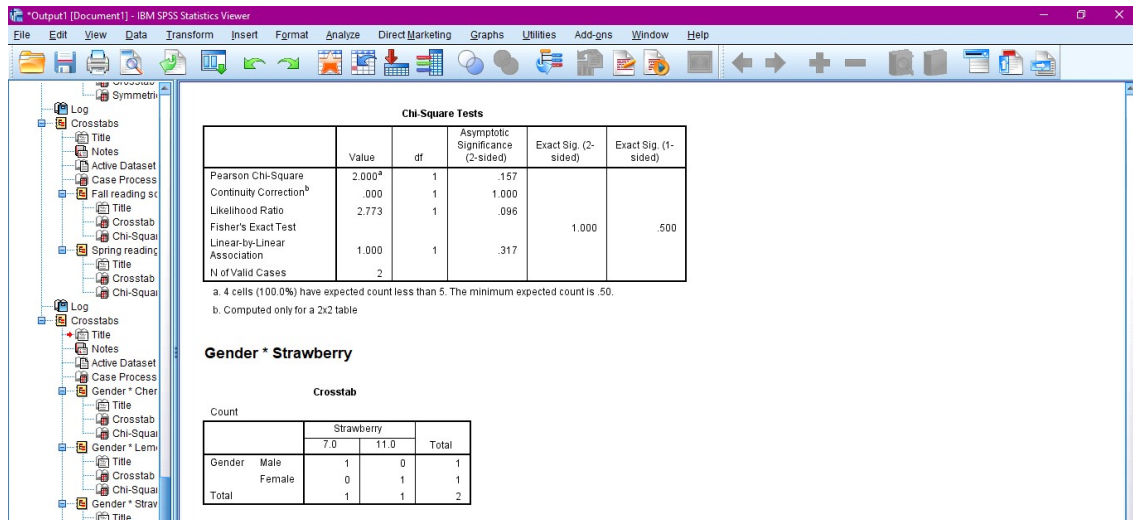 *Output1 [Document1] - IBM SPSS Statistics Viewer
File Edit View Data Transform Insert Format Analyze Direct Marketing Graphs Utilities Add-ons Window Help
Symmetri
Log
Crosstabs
Title
Notes
Active Dataset
Case Process
Fall reading sc
Title
Crosstab
Chi-Squar
Spring reading
Title
Crosstab
Chi-Squar
Log
Crosstabs
Title
Notes
Active Dataset
Case Process
Gender * Cher
Title
Crosstab
Chi-Squar
Gender * Lem
Title
Crosstab
Chi-Squar
Gender * Straw
Title
Chi-Square Tests
Value df Asymptotic Significance (2-sided) Exact Sig. (2-sided) Exact Sig. (1-sided)
Pearson Chi-Square 2.000a 1 .157
Continuity Correctionb .000 1 1.000
Likelihood Ratio 2.773 1 .096
Fisher's Exact Test 1.000 .500
Linear-by-Linear Association 1.000 1 .317
N of Valid Cases 2
a. 4 cells (100.0%) have expected count less than 5. The minimum expected count is .50.
b. Computed only for a 2x2 table
Gender * Strawberry
Crosstab
Count
Strawberry
7.0 11.0 Total
Gender Male 1 0 1
Female 0 1 1
Total 1 1 2